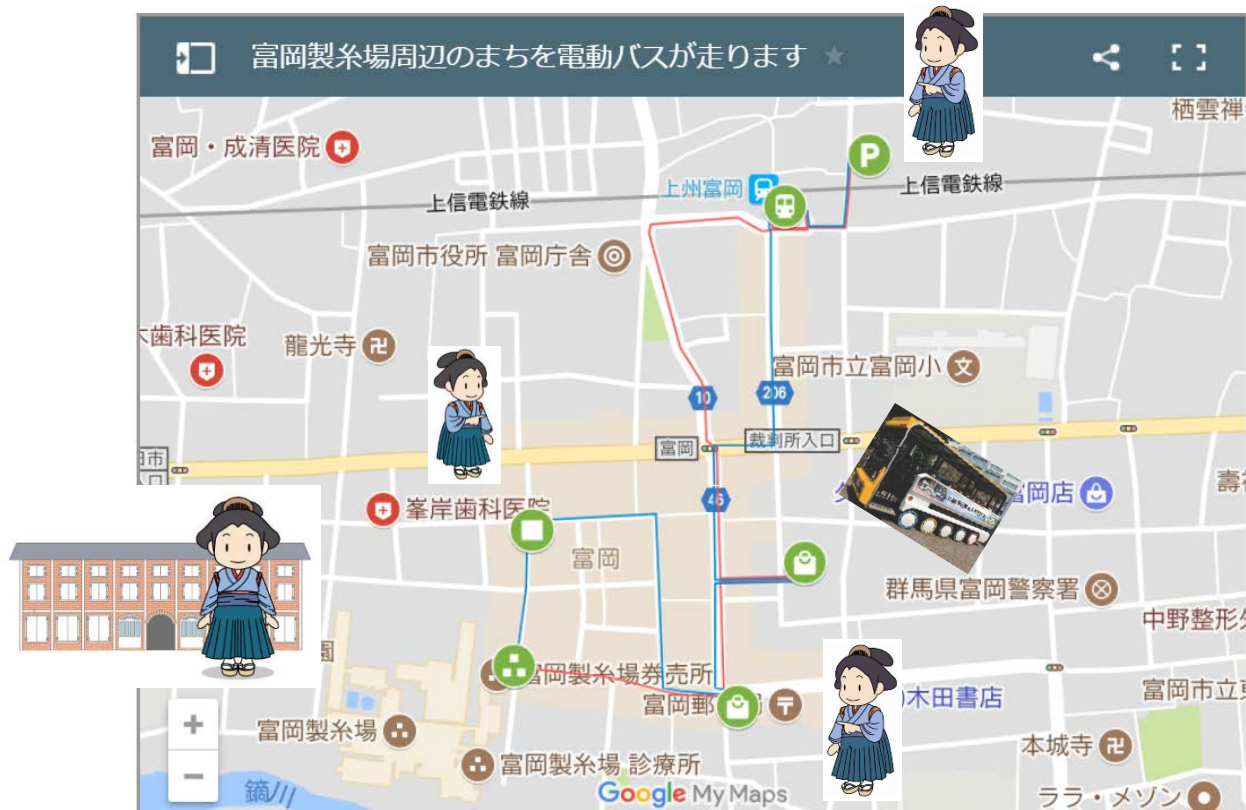 富岡製糸場周辺のまちを電動バスが走ります
栖雲禅
富岡・成清医院
P
上州富岡
上信電鉄線
上信電鉄線
富岡市役所 富岡庁舎
歯科医院
龍光寺
富岡市立富岡小
文
10
206
富岡
裁判所入口
46
富岡店
峯岸歯科医院
富岡
群馬県富岡警察署
中野整形
園
富岡製糸場券売所
富岡郵
木田書店
富岡市立
富岡製糸場
本城寺
富岡製糸場 診療所
鏑川
Google My Maps
ララ・メゾン